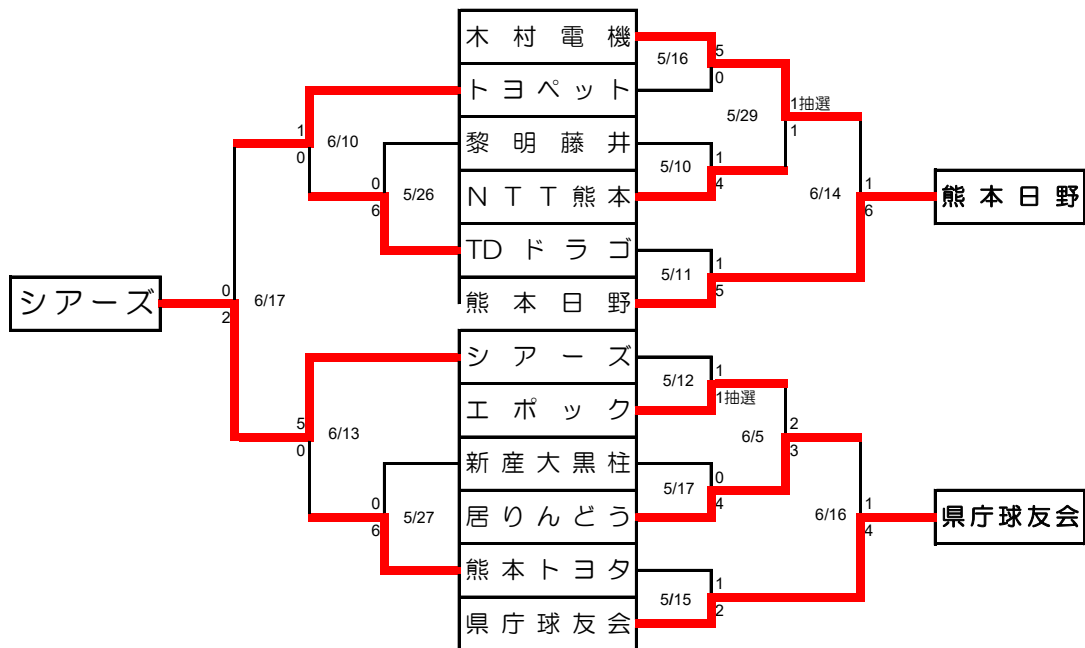 木村電機
5/16
5
0
トヨペット
5/29
1抽選
1
1
0
6/10
黎明藤井
5/10
1
4
0
6
5/26
NTT熊本
6/14
1
6
熊本日野
TDドラゴ
5/11
1
5
熊本日野
シアーズ
0
2
6/17
シアーズ
5/12
1
1抽選
エポック
5
0
6/13
6/5
2
3
新産大黒柱
5/17
0
4
0
6
5/27
居りんどう
6/16
1
4
県庁球友会
熊本トヨタ
5/15
1
2
県庁球友会